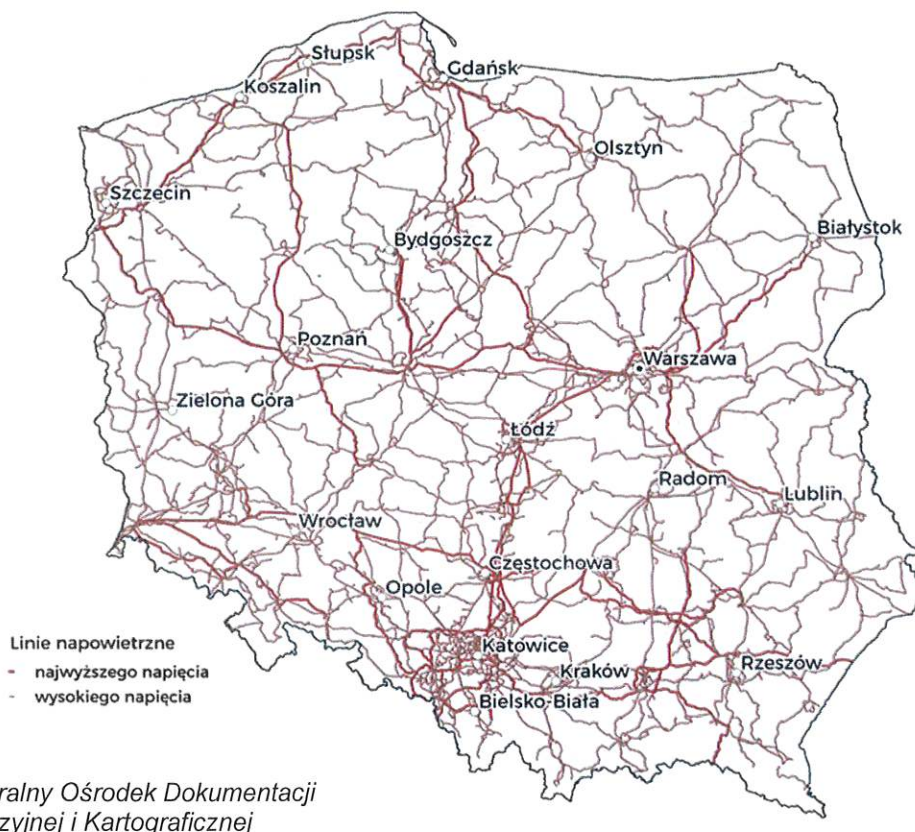 Słupsk
Gdańsk
Koszalin
Olsztyn
Szczecin
Białystok
Bydgoszcz
Poznań
Warszawa
Zielona Góra
Łódź
Radom
Lublin
Wrocław
Częstochowa
Opole
Linie napowietrzne
najwyższego napięcia
wysokiego napięcia
Katowice
Kraków
Rzeszów
Bielsko-Biała
ralny Ośrodek Dokumentacji
zyjnej i Kartograficznej